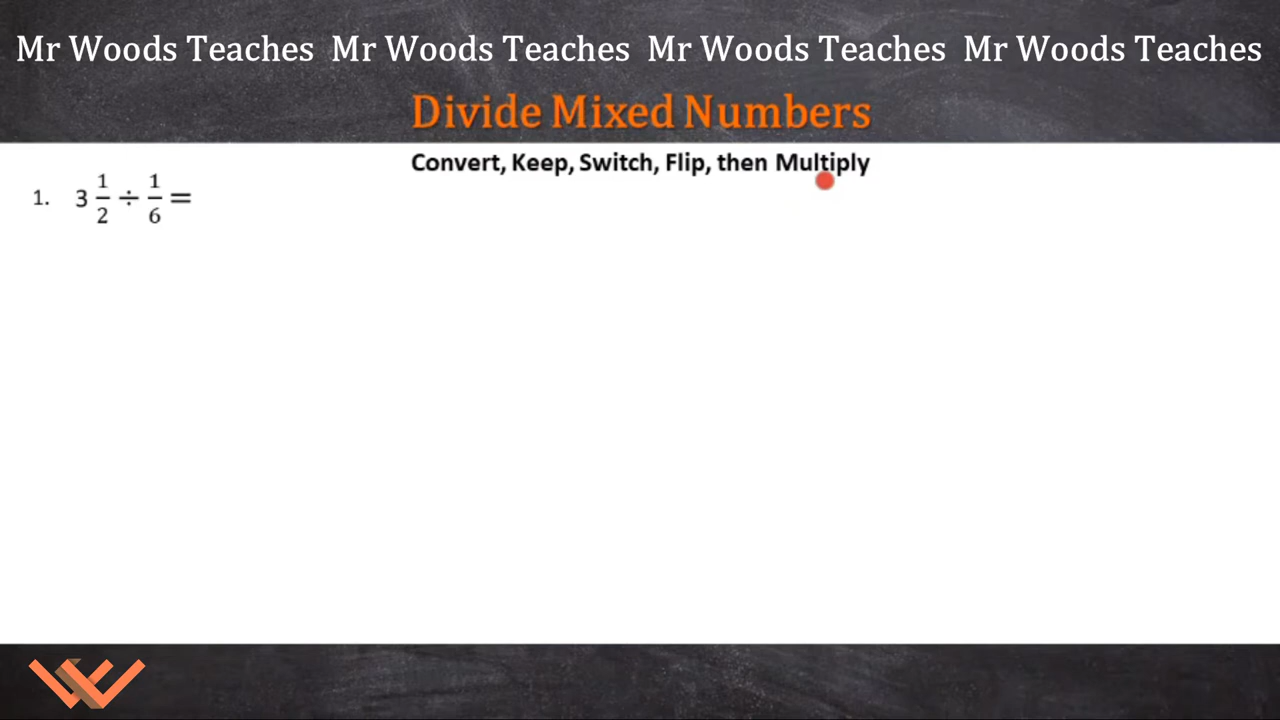 Mr Woods Teaches Mr Woods Teaches Mr Woods Teaches Mr Woods Teaches
Divide Mixed Numbers
Convert, Keep, Switch, Flip, then Multiply
1. 3 1/2 ÷ 1/6 =